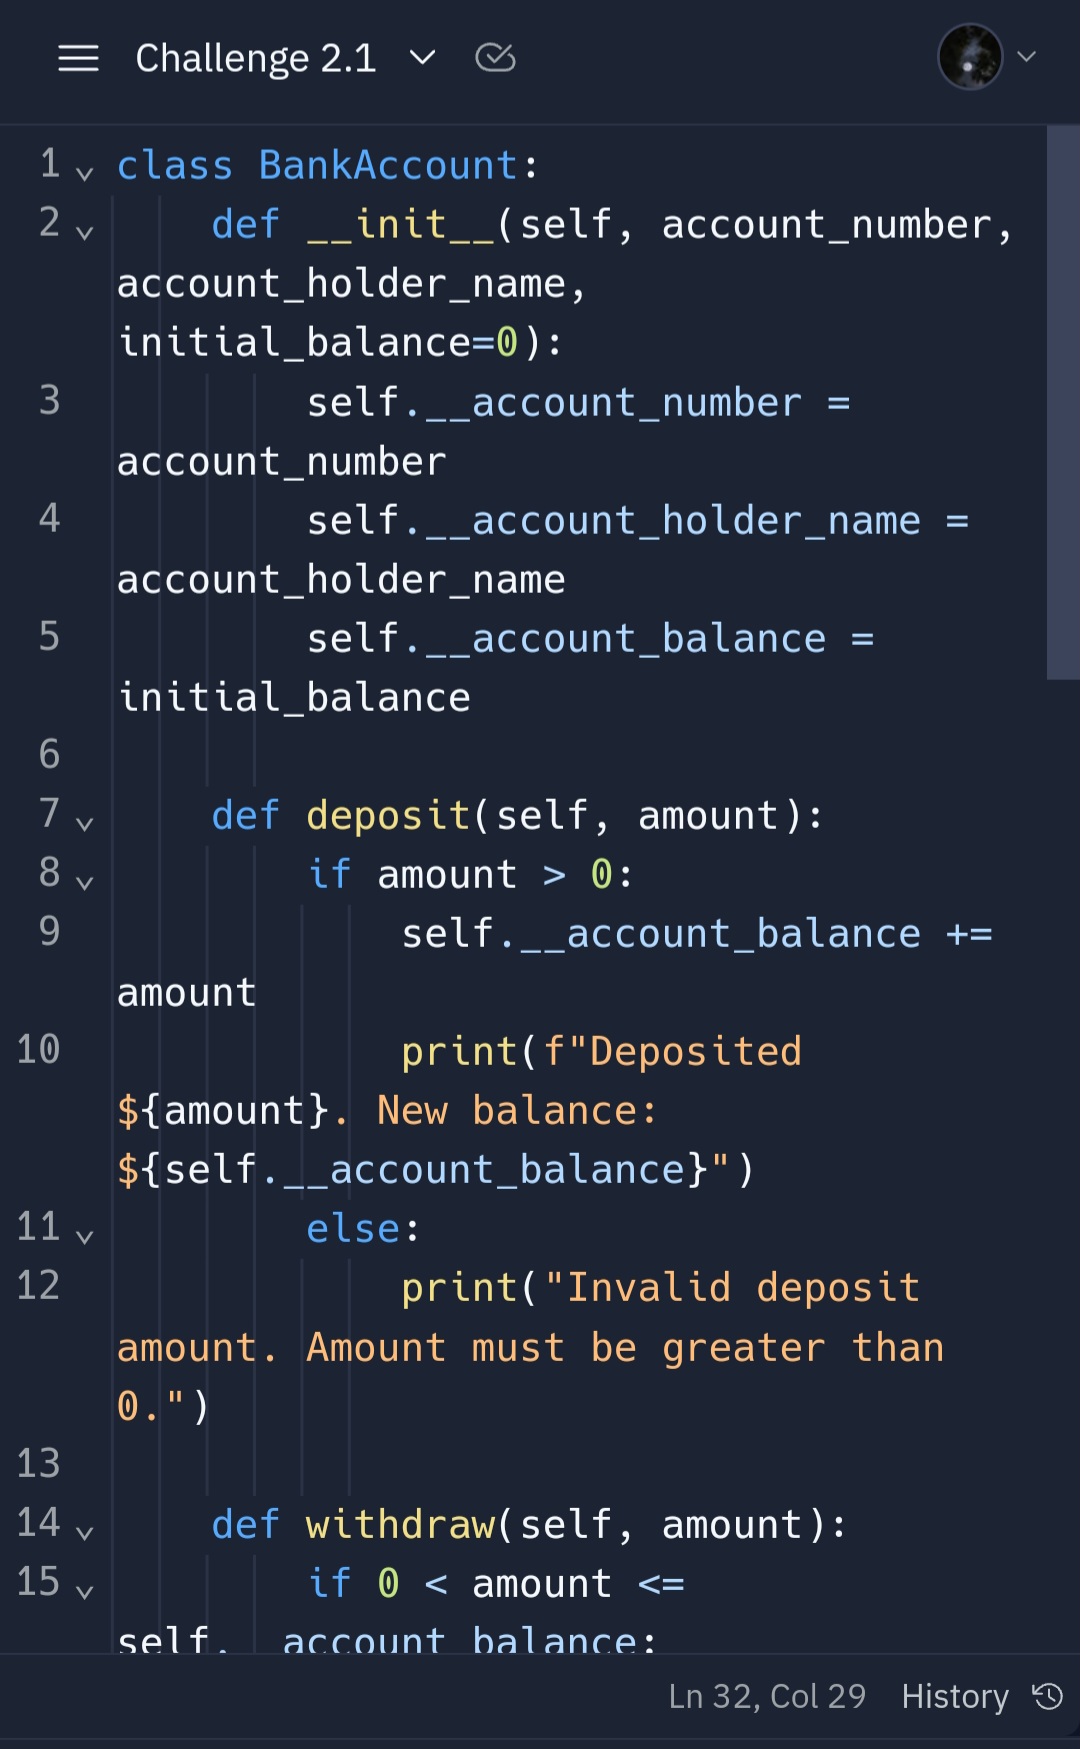 Challenge 2.1
1 class BankAccount:
2 def __init__(self, account_number,
account_holder_name,
initial_balance=0):
3 self.__account_number =
account_number
4 self.__account_holder_name =
account_holder_name
5 self.__account_balance =
initial_balance
6
7 def deposit(self, amount):
8 if amount > 0:
9 self.__account_balance +=
amount
10 print(f"Deposited
${amount}. New balance:
${self.__account_balance}")
11 else:
12 print("Invalid deposit
amount. Amount must be greater than
0.")
13
14 def withdraw(self, amount):
15 if 0 < amount <=
self.__account_balance:
Ln 32, Col 29 History